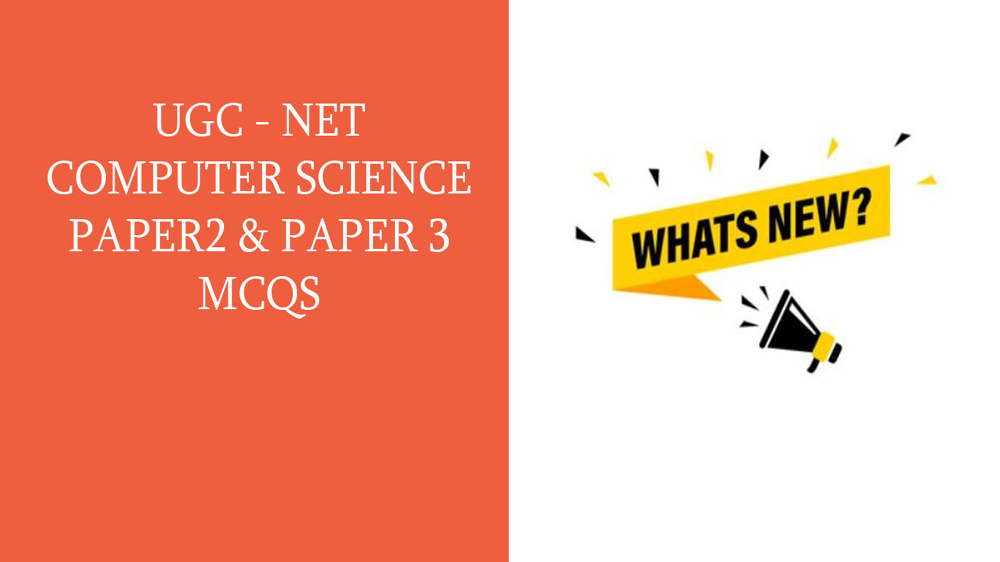 UGC - NET
COMPUTER SCIENCE
PAPER2 & PAPER 3
MCQS
WHATS NEW?